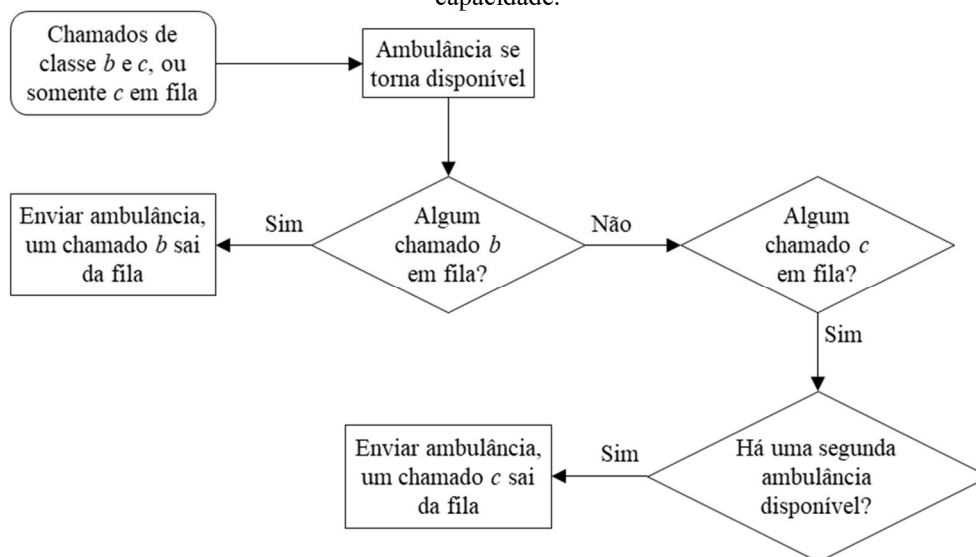 capacidade.
Chamados de
classe b e c, ou
somente c em fila
Ambulância se
torna disponível
Enviar ambulância,
um chamado b sai
da fila
Sim
Algum
chamado b
em fila?
Não
Algum
chamado c
em fila?
Sim
Enviar ambulância,
um chamado c sai
da fila
Sim
Há uma segunda
ambulância
disponível?